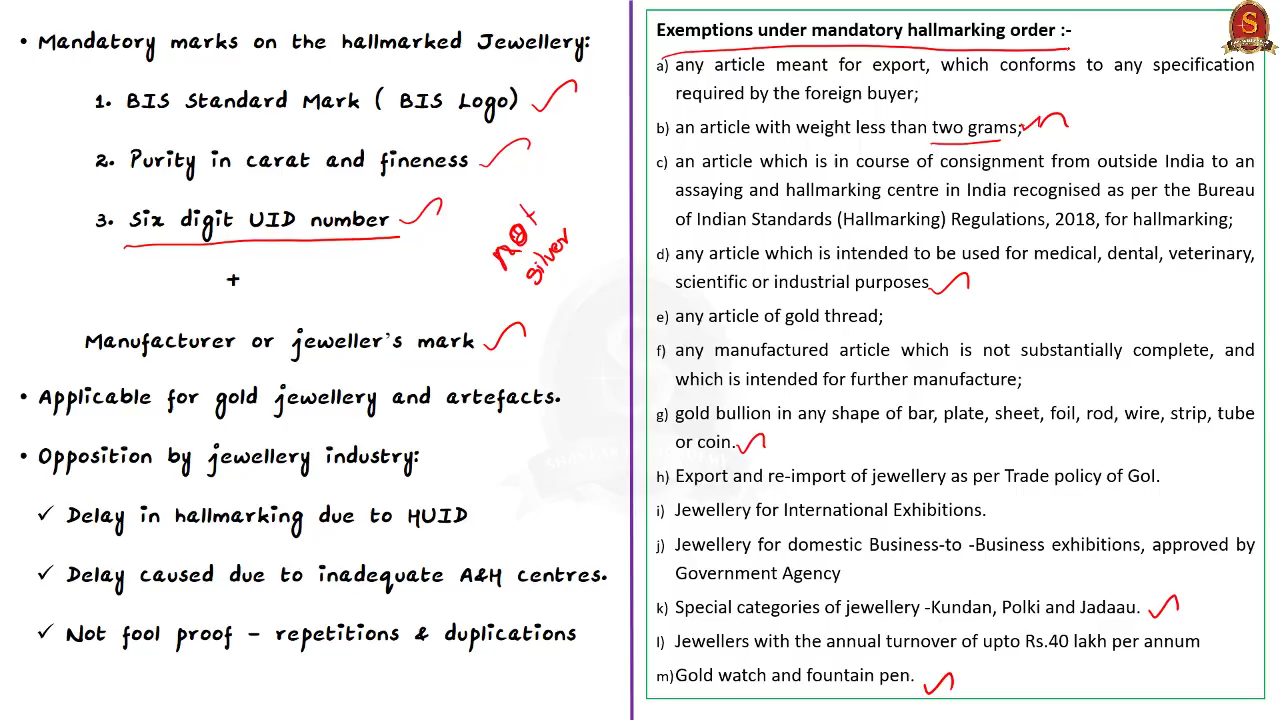 • Mandatory marks on the hallmarked Jewellery:
1. BIS Standard Mark ( BIS Logo)
2. Purity in carat and fineness
3. Six digit UID number
not
silver
+
Manufacturer or jeweller's mark
• Applicable for gold jewellery and artefacts.
• Opposition by jewellery industry:
✓ Delay in hallmarking due to HUID
✓ Delay caused due to inadequate A&H centres.
✓ Not fool proof – repetitions & duplications
Exemptions under mandatory hallmarking order :-
a) any article meant for export, which conforms to any specification
required by the foreign buyer;
b) an article with weight less than two grams;
c) an article which is in course of consignment from outside India to an
assaying and hallmarking centre in India recognised as per the Bureau
of Indian Standards (Hallmarking) Regulations, 2018, for hallmarking;
d) any article which is intended to be used for medical, dental, veterinary,
scientific or industrial purposes
e) any article of gold thread;
f) any manufactured article which is not substantially complete, and
which is intended for further manufacture;
g) gold bullion in any shape of bar, plate, sheet, foil, rod, wire, strip, tube
or coin.
h) Export and re-import of jewellery as per Trade policy of GoI.
i) Jewellery for International Exhibitions.
j) Jewellery for domestic Business-to -Business exhibitions, approved by
Government Agency
k) Special categories of jewellery -Kundan, Polki and Jadaau.
l) Jewellers with the annual turnover of upto Rs.40 lakh per annum
m) Gold watch and fountain pen.
S